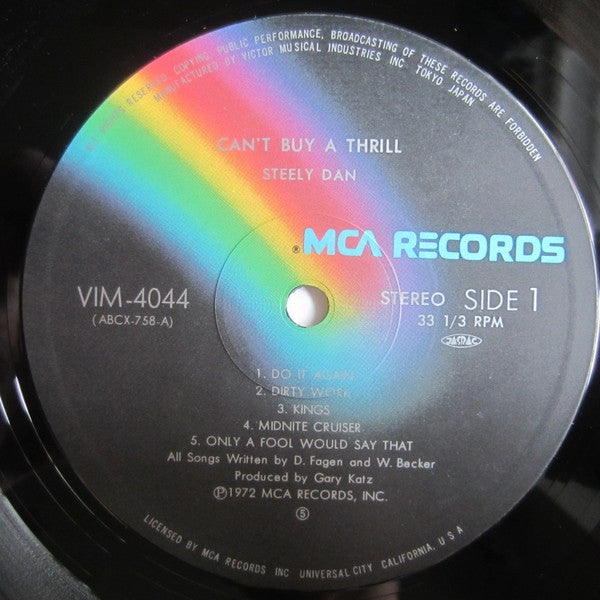 ALL RIGHTS RESERVED COPYING, PUBLIC PERFORMANCE, BROADCASTING OF THESE RECORDS ARE FORBIDDEN
MANUFACTURED BY VICTOR MUSICAL INDUSTRIES INC TOKYO JAPAN
CAN'T BUY A THRILL
STEELY DAN
®MCA RECORDS
VIM-4044
(ABCX-758-A)
STEREO SIDE 1
33 1/3 RPM
JASRAC
1. DO IT AGAIN
2. DIRTY WORK
3. KINGS
4. MIDNITE CRUISER
5. ONLY A FOOL WOULD SAY THAT
All Songs Written by D. Fagen and W. Becker
Produced by Gary Katz
Ⓟ1972 MCA RECORDS, INC.
⑤
LICENSED BY MCA RECORDS INC UNIVERSAL CITY CALIFORNIA, U.S.A